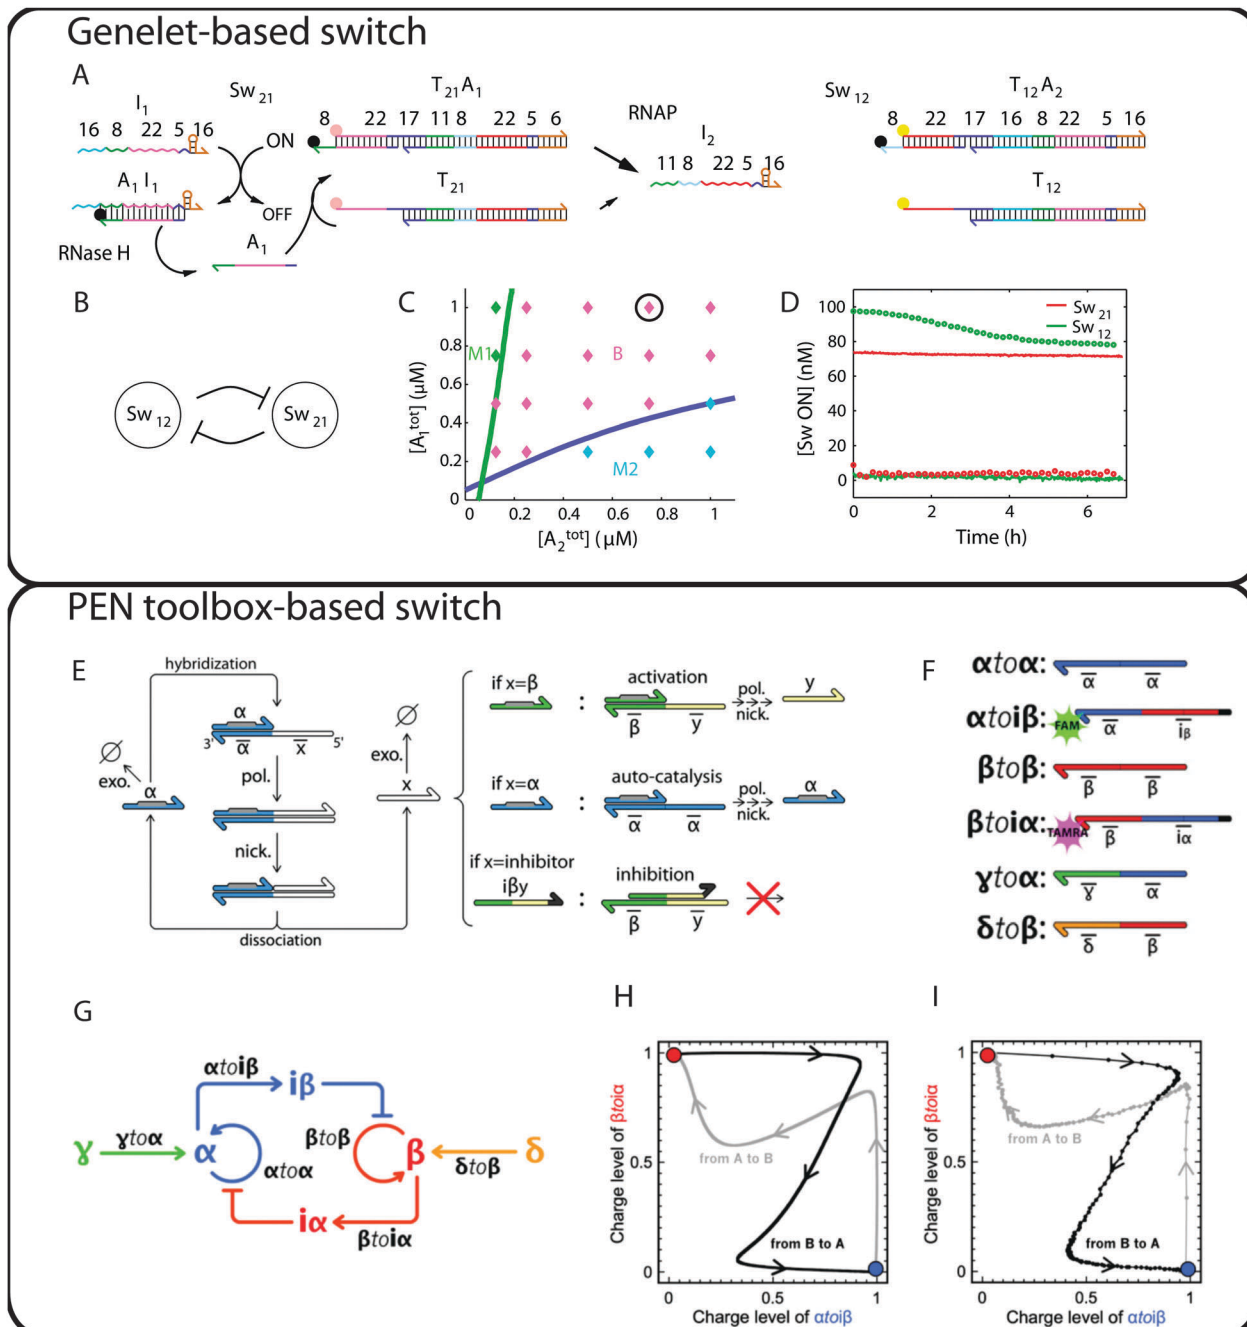 Genelet-based switch
A
I1
Sw21
T21A1
Sw12
T12A2
16 8 22 5 16
ON
8 22 17 11 8 22 5 6
RNAP
8 22 17 16 8 22 5 16
I2
11 8 22 5 16
A1 I1
OFF
T21
T12
RNase H
A1
B
Sw12
Sw21
C
[A1tot] (µM)
1
0.8
0.6
0.4
0.2
0
M1
B
M2
0 0.2 0.4 0.6 0.8 1
[A2tot] (µM)
D
[Sw ON] (nM)
100
80
60
40
20
0
Sw21
Sw12
0 2 4 6
Time (h)
PEN toolbox-based switch
E
hybridization
α
3' α̅ x̅ 5'
exo.
α
pol.
nick.
dissociation
exo.
x
if x=β :
activation
β̅ y̅
pol.
nick.
y
if x=α :
auto-catalysis
α̅ α̅
pol.
nick.
α
if x=inhibitor
iβy :
inhibition
β̅ y̅
F
αtoα:
α̅ α̅
αtoiβ:
FAM
α̅ i̅β̅
βtoβ:
β̅ β̅
βtoiα:
TAMRA
β̅ i̅α̅
γtoα:
γ̅ α̅
δtoβ:
δ̅ β̅
G
αtoiβ
iβ
γ
γtoα
α
αtoα
βtoβ
β
δtoβ
δ
iα
βtoiα
H
Charge level of βtoiα
1
0.5
0
from A to B
from B to A
0 0.5 1
Charge level of αtoiβ
I
Charge level of βtoiα
1
0.5
0
from A to B
from B to A
0 0.5 1
Charge level of αtoiβ